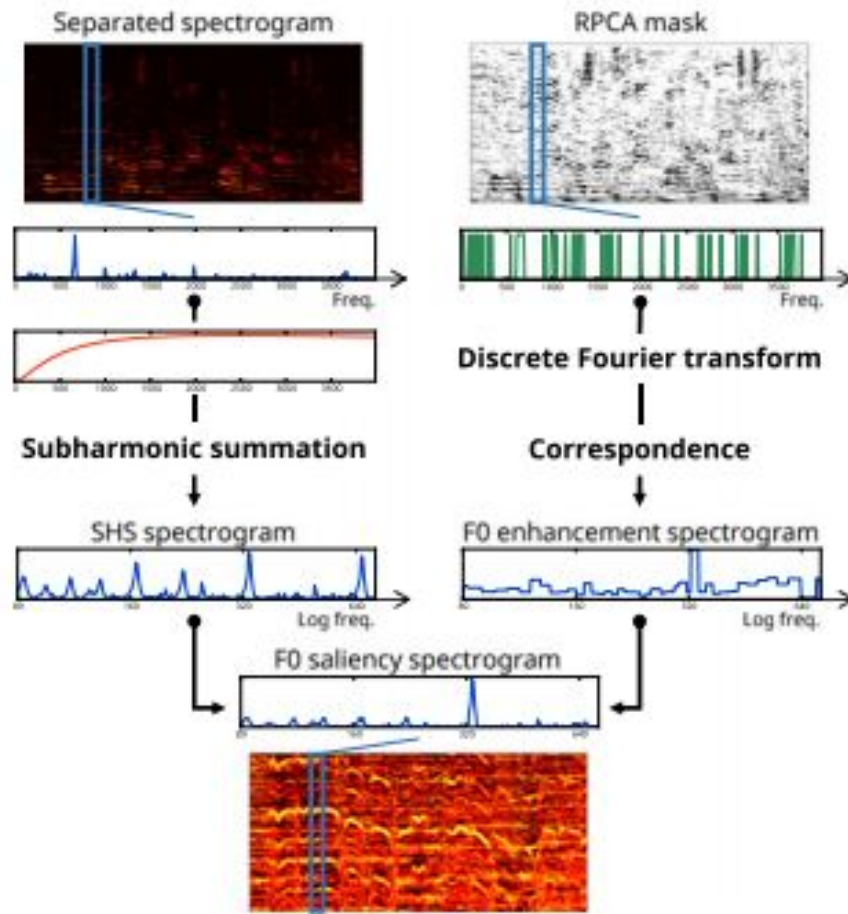 Separated spectrogram
RPCA mask
Freq.
Freq.
Discrete Fourier transform
Subharmonic summation
Correspondence
SHS spectrogram
F0 enhancement spectrogram
Log freq.
Log freq.
F0 saliency spectrogram